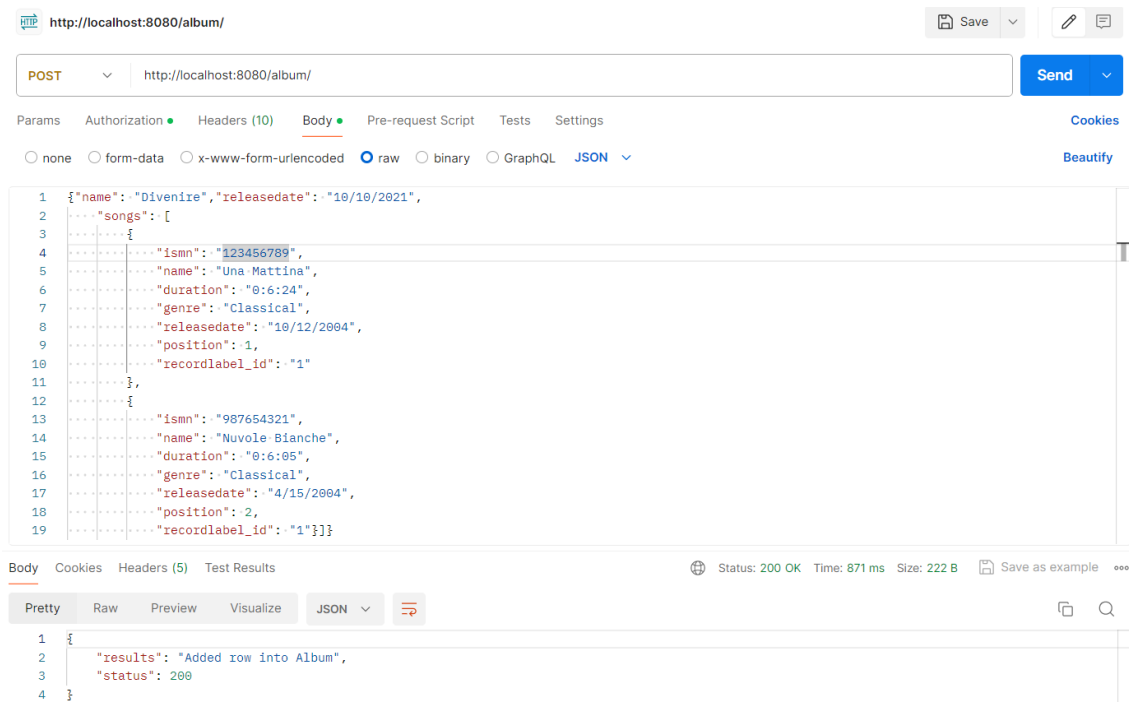 HTTP http://localhost:8080/album/ Save
POST http://localhost:8080/album/ Send
Params Authorization Headers (10) Body Pre-request Script Tests Settings Cookies
none form-data x-www-form-urlencoded raw binary GraphQL JSON Beautify
1 {"name": "Divenire","releasedate": "10/10/2021",
2 "songs": [
3 {
4 "ismn": "123456789",
5 "name": "Una Mattina",
6 "duration": "0:6:24",
7 "genre": "Classical",
8 "releasedate": "10/12/2004",
9 "position": 1,
10 "recordlabel_id": "1"
11 },
12 {
13 "ismn": "987654321",
14 "name": "Nuvole Bianche",
15 "duration": "0:6:05",
16 "genre": "Classical",
17 "releasedate": "4/15/2004",
18 "position": 2,
19 "recordlabel_id": "1"}]}
Body Cookies Headers (5) Test Results Status: 200 OK Time: 871 ms Size: 222 B Save as example
Pretty Raw Preview Visualize JSON
1 {
2 "results": "Added row into Album",
3 "status": 200
4 }